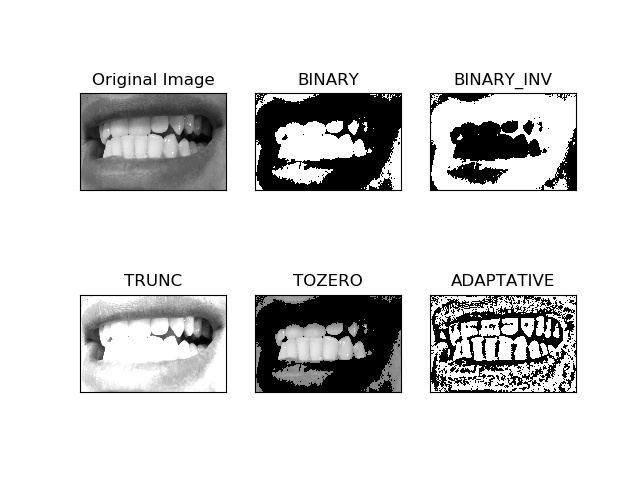 Original Image
BINARY
BINARY_INV
TRUNC
TOZERO
ADAPTATIVE